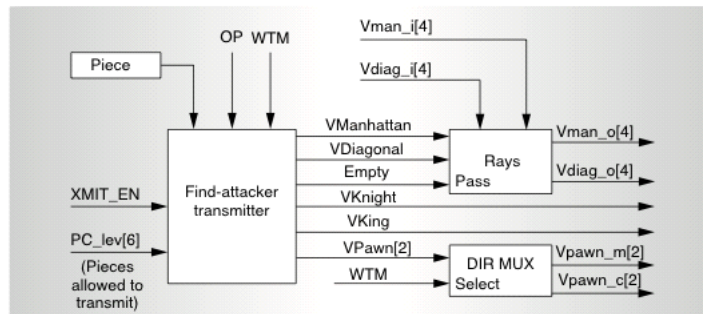 Vman_i[4]
OP WTM
Piece
Vdiag_i[4]
VManhattan
Vman_o[4]
VDiagonal
Rays
Pass
Empty
Vdiag_o[4]
XMIT_EN
Find-attacker
transmitter
VKnight
VKing
PC_lev[6]
VPawn[2]
DIR MUX
Select
Vpawn_m[2]
(Pieces
allowed to
transmit)
WTM
Vpawn_c[2]